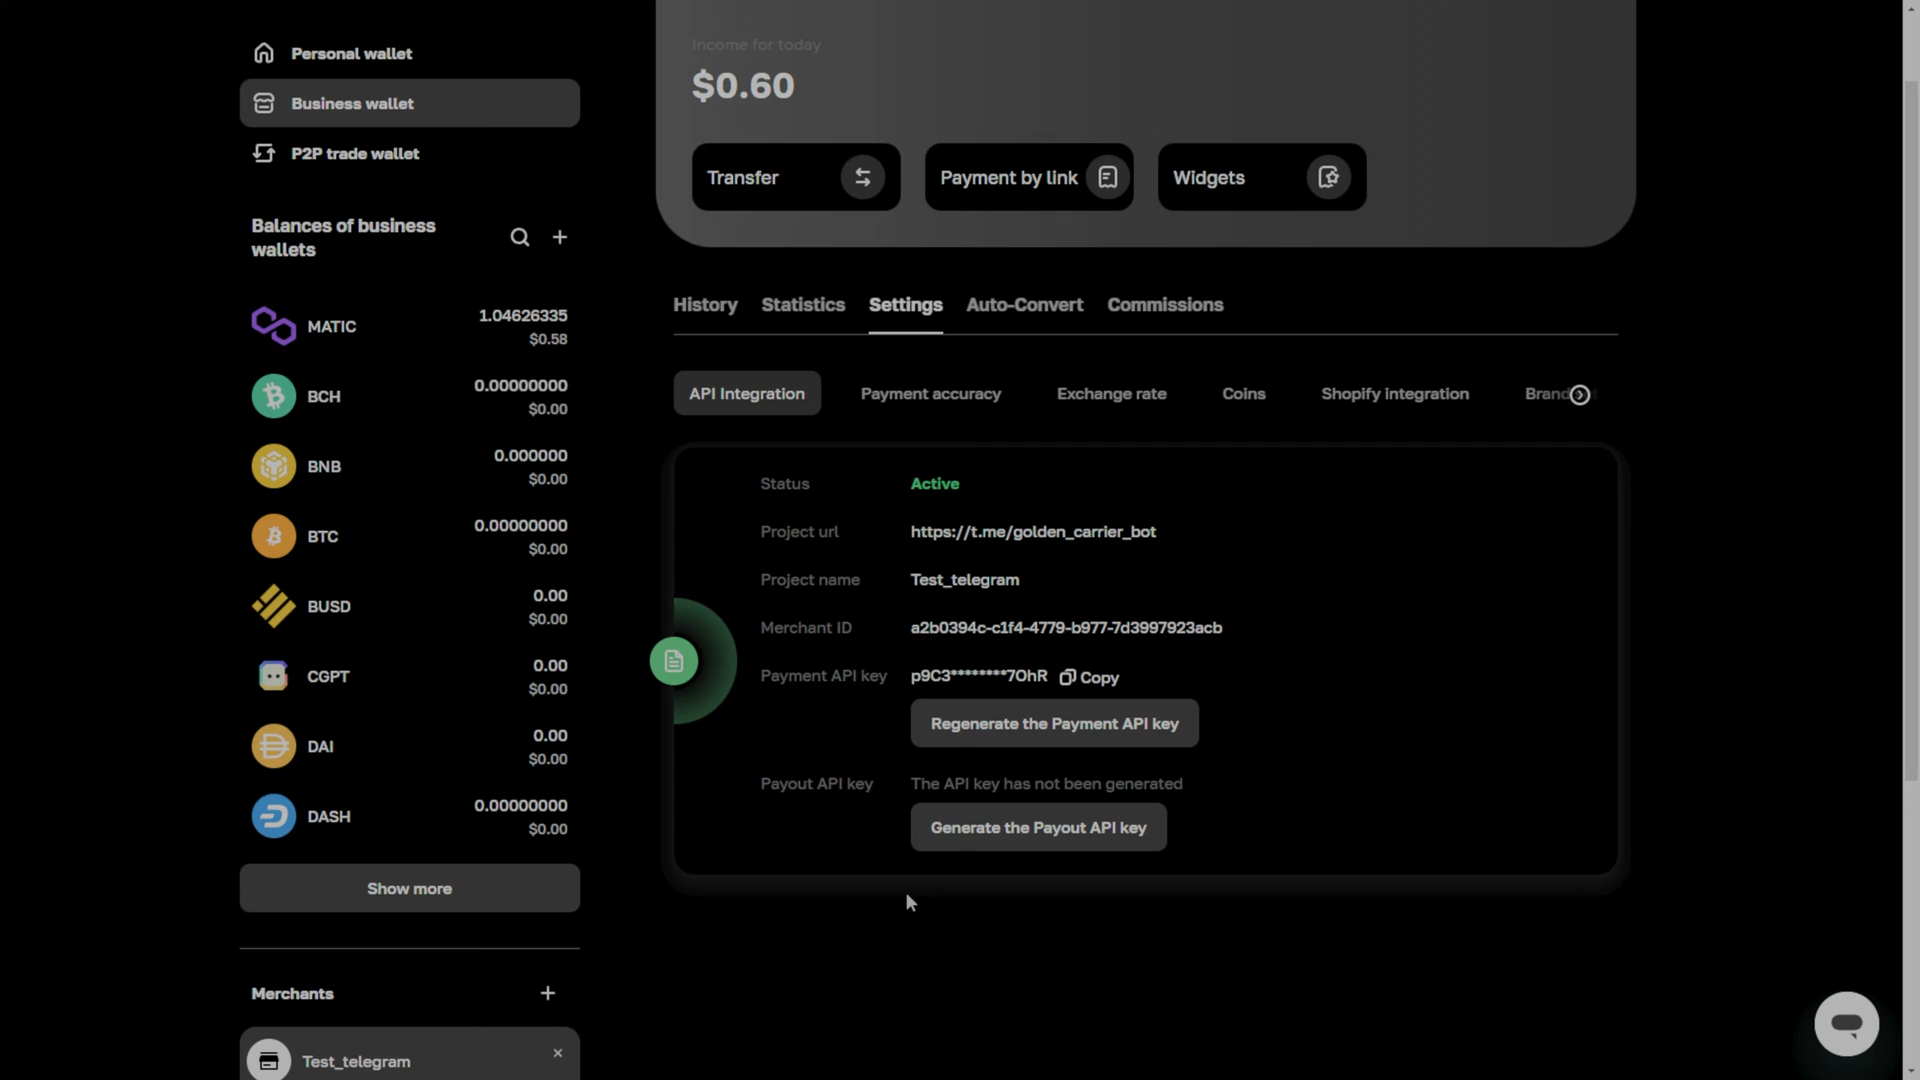 Personal wallet
Business wallet
P2P trade wallet
Balances of business
wallets
MATIC
1.04626335
$0.58
BCH
0.00000000
$0.00
BNB
0.000000
$0.00
BTC
0.00000000
$0.00
BUSD
0.00
$0.00
CGPT
0.00
$0.00
DAI
0.00
$0.00
DASH
0.00000000
$0.00
Show more
Merchants
Test_telegram
Income for today
$0.60
Transfer
Payment by link
Widgets
History Statistics Settings Auto-Convert Commissions
API Integration Payment accuracy Exchange rate Coins Shopify integration Brand
Status Active
Project url https://t.me/golden_carrier_bot
Project name Test_telegram
Merchant ID a2b0394c-c1f4-4779-b977-7d3997923acb
Payment API key p9C3********7OhR Copy
Regenerate the Payment API key
Payout API key The API key has not been generated
Generate the Payout API key